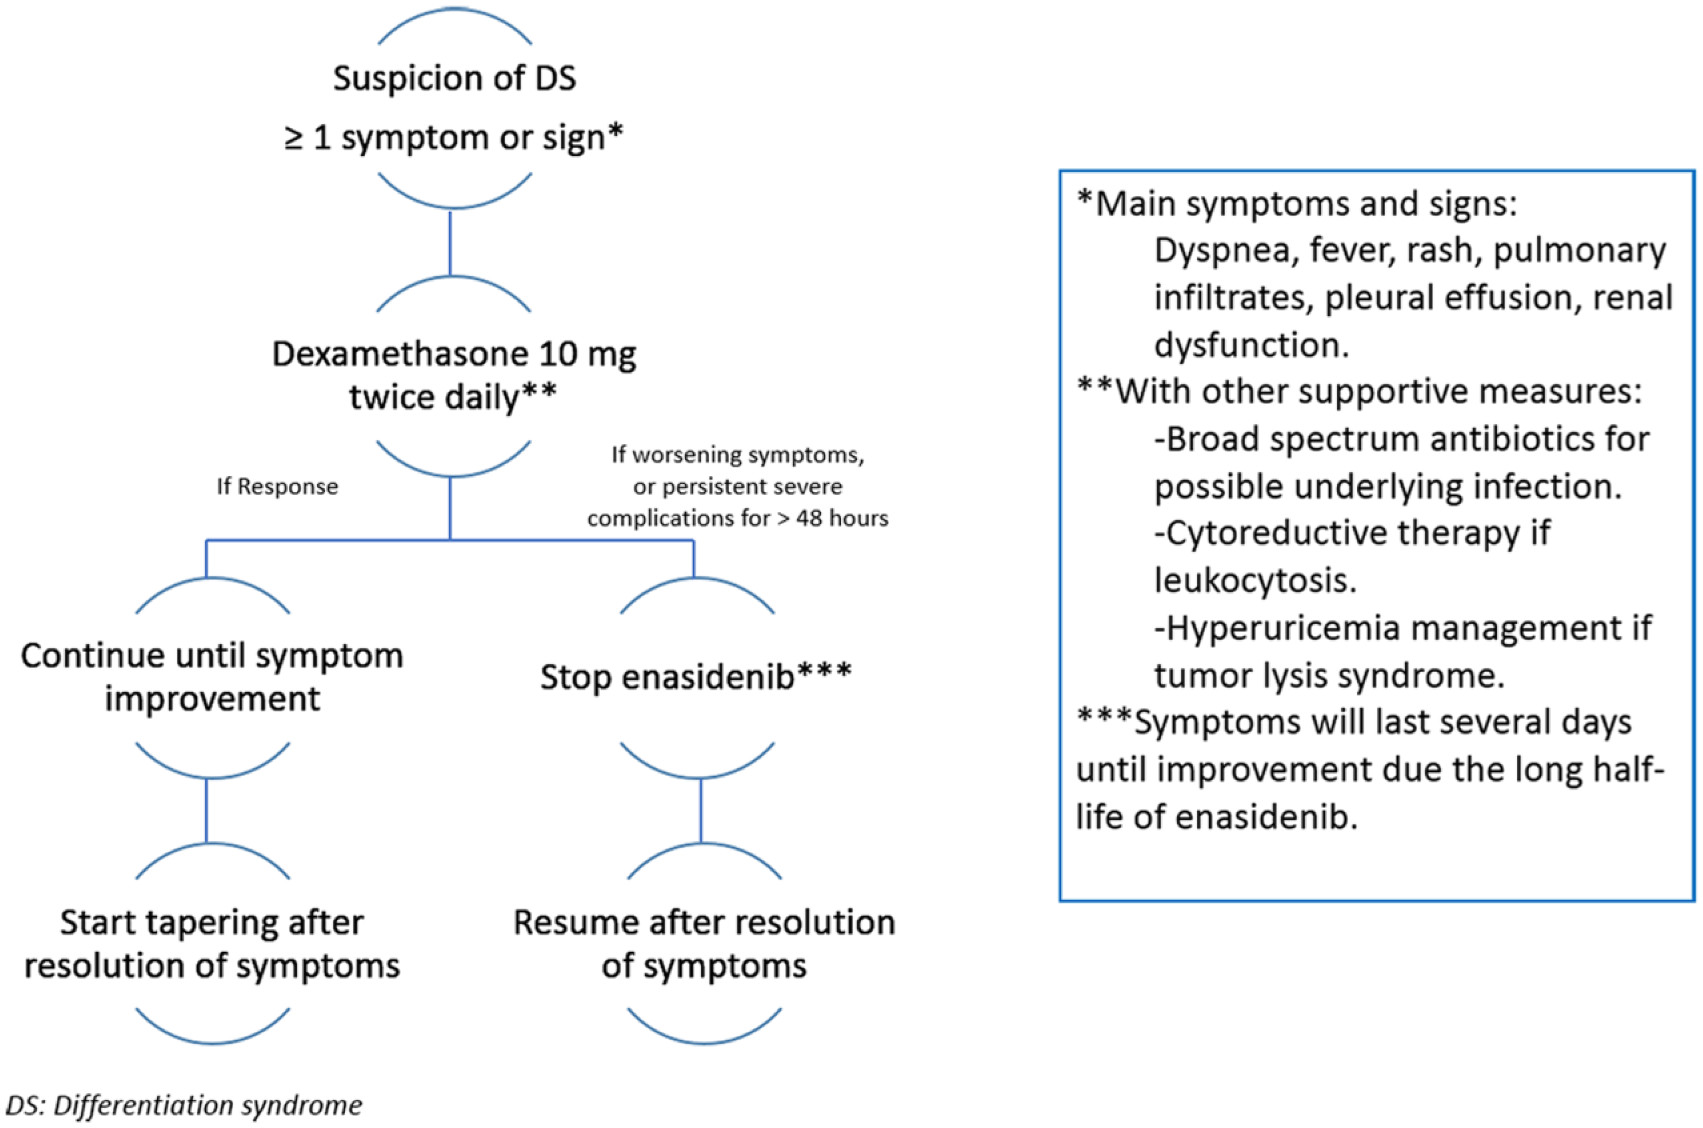 Suspicion of DS
≥ 1 symptom or sign*
Dexamethasone 10 mg
twice daily**
If Response
If worsening symptoms,
or persistent severe
complications for > 48 hours
Continue until symptom
improvement
Stop enasidenib***
Start tapering after
resolution of symptoms
Resume after resolution
of symptoms
*Main symptoms and signs:
Dyspnea, fever, rash, pulmonary
infiltrates, pleural effusion, renal
dysfunction.
**With other supportive measures:
-Broad spectrum antibiotics for
possible underlying infection.
-Cytoreductive therapy if
leukocytosis.
-Hyperuricemia management if
tumor lysis syndrome.
***Symptoms will last several days
until improvement due the long half-
life of enasidenib.
DS: Differentiation syndrome